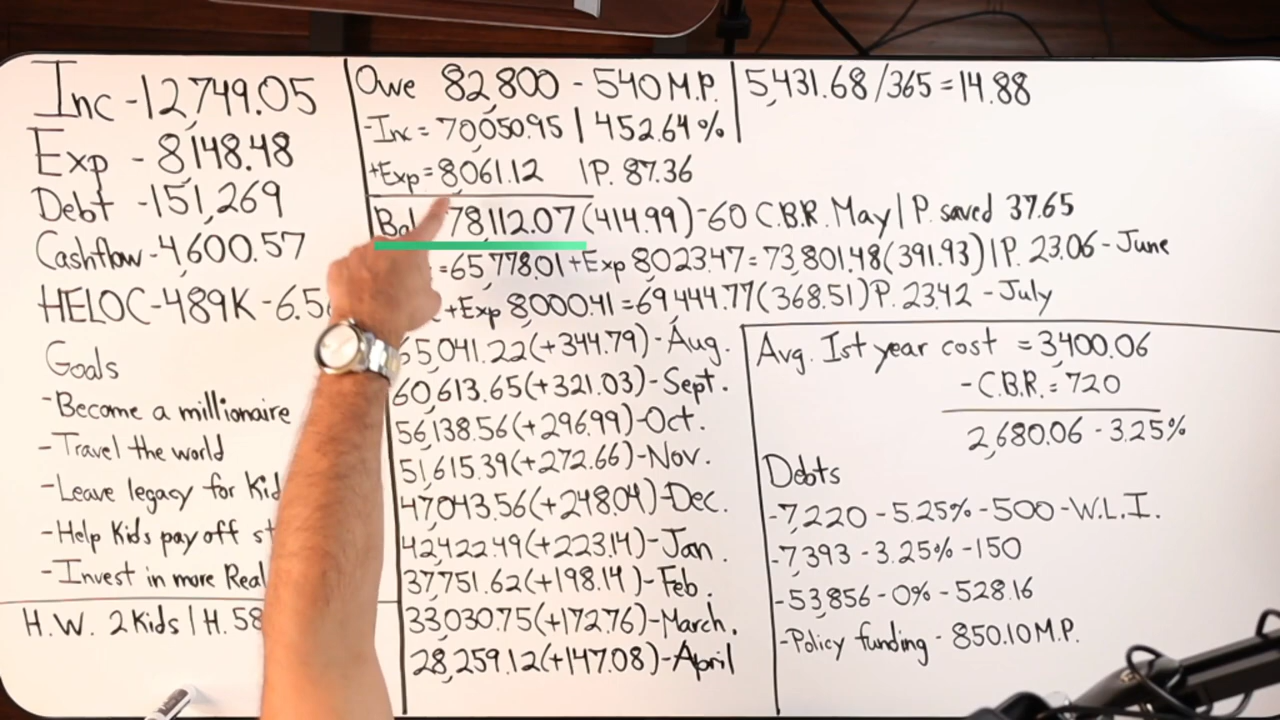 Inc -12,749.05
Exp - 8,148.48
Debt -151,269
Cashflow -4,600.57
HELOC-489K -6.5
Goals
-Become a millionaire
-Travel the world
-Leave legacy for Kid
-Help Kids pay off
-Invest in more Real
H.W. 2 Kids | H. 58
Owe 82,800 - 540 M.P.
-Inc = 70,050.95 | 452.64%
+Exp = 8,061.12 | P. 87.36
Bal 78,112.07 (414.99) -60 C.B.R. May | P. saved 37.65
=65,778.01 +Exp 8,023.47 = 73,801.48 (391.93) | P. 23.06 - June
+Exp 8,000.41 = 69,444.77 (368.51) P. 23.42 - July
65,041.22 (+344.79) - Aug.
60,613.65 (+321.03) - Sept.
56,138.56 (+296.99) - Oct.
51,615.39 (+272.66) - Nov.
47,043.56 (+248.04) - Dec.
42,422.49 (+223.14) - Jan.
37,751.62 (+198.14) - Feb.
33,030.75 (+172.76) - March.
28,259.12 (+147.08) - April
5,431.68 /365 = 14.88
Avg. 1st year cost = 3,400.06
- C.B.R. = 720
2,680.06 - 3.25%
Debts
-7,220 - 5.25% - 500 - W.L.I.
-7,393 - 3.25% - 150
-53,856 - 0% - 528.16
-Policy funding - 850.10 M.P.